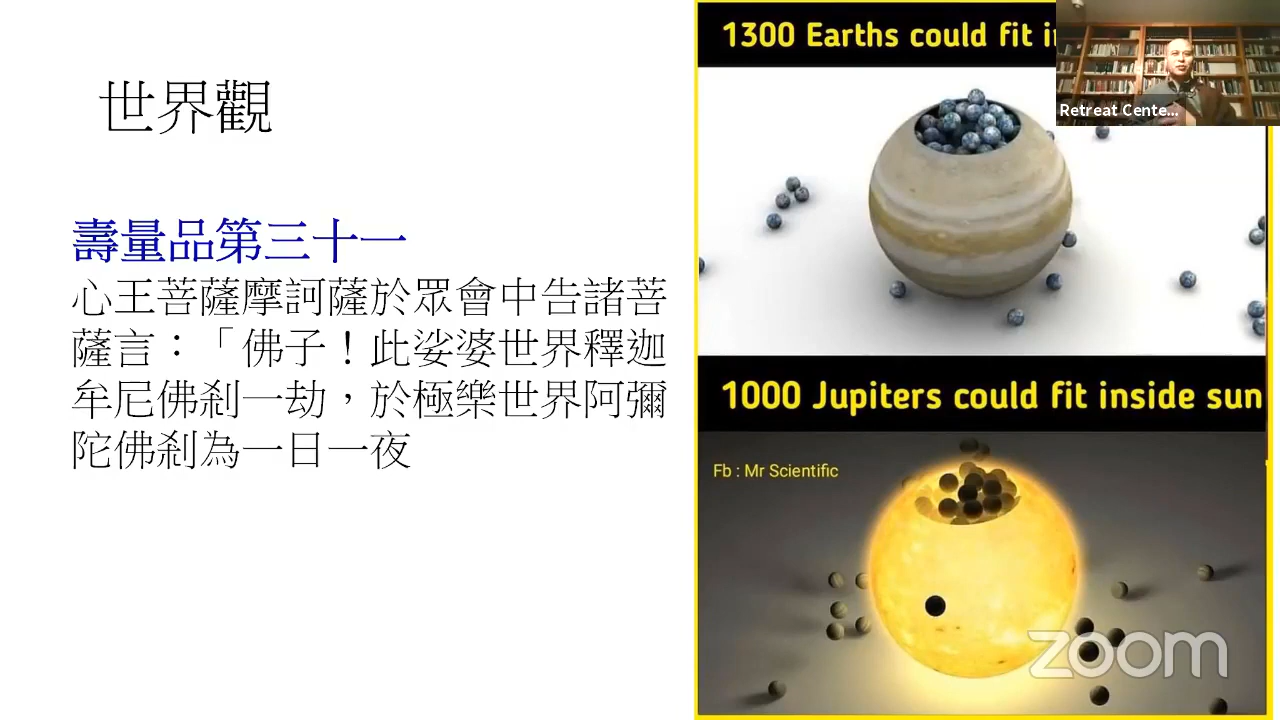 世界觀
壽量品第三十一
心王菩薩摩訶薩於眾會中告諸菩
薩言：「佛子！此娑婆世界釋迦
牟尼佛剎一劫，於極樂世界阿彌
陀佛剎為一日一夜
1300 Earths could fit
Retreat Cente...
1000 Jupiters could fit inside sun
Fb : Mr Scientific
zoom